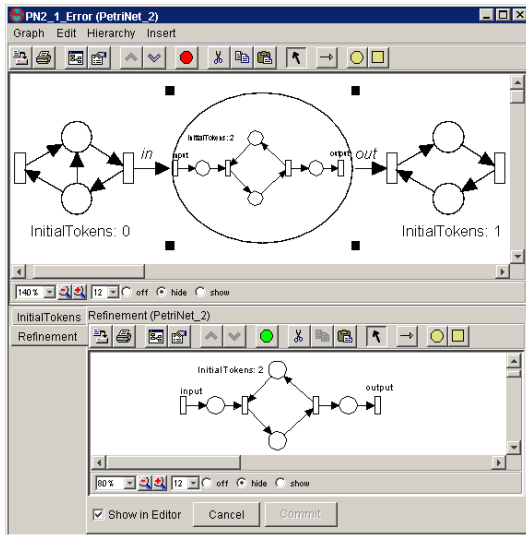 PN2_1_Error (PetriNet_2)
Graph Edit Hierarchy Insert
InitialTokens: 2
in input output out
InitialTokens: 0 InitialTokens: 1
140% 12 off hide show
InitialTokens Refinement (PetriNet_2)
Refinement
InitialTokens: 2
input output
80% 12 off hide show
Show in Editor Cancel Commit